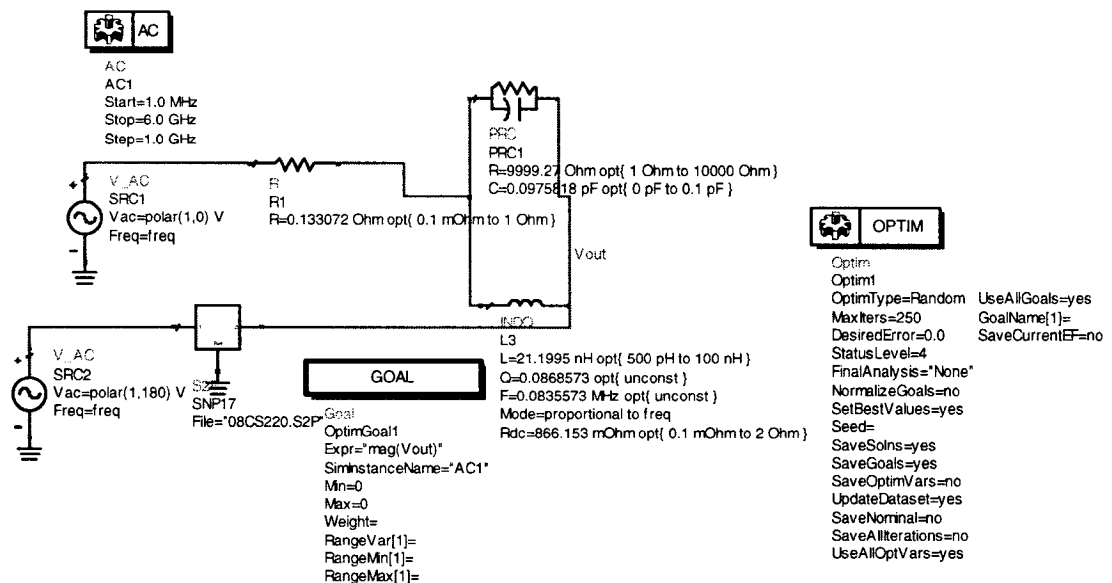 AC
AC
AC1
Start=1.0 MHz
Stop=6.0 GHz
Step=1.0 GHz
PRC
PRC1
R=9999.27 Ohm opt{ 1 Ohm to 10000 Ohm }
C=0.0975818 pF opt{ 0 pF to 0.1 pF }
V_AC
SRC1
Vac=polar(1,0) V
Freq=freq
R
R1
R=0.133072 Ohm opt{ 0.1 mOhm to 1 Ohm }
Vout
V_AC
SRC2
Vac=polar(1,180) V
Freq=freq
Ref
SNP17
File="08CS220.S2P"
INDQ
L3
L=21.1995 nH opt{ 500 pH to 100 nH }
Q=0.0868573 opt{ unconst }
F=0.0835573 MHz opt{ unconst }
Mode=proportional to freq
Rdc=866.153 mOhm opt{ 0.1 mOhm to 2 Ohm }
GOAL
Goal
OptimGoal1
Expr="mag(Vout)"
SimInstanceName="AC1"
Min=0
Max=0
Weight=
RangeVar[1]=
RangeMin[1]=
RangeMax[1]=
OPTIM
Optim
Optim1
OptimType=Random UseAllGoals=yes
MaxIters=250 GoalName[1]=
DesiredError=0.0 SaveCurrentEF=no
StatusLevel=4
FinalAnalysis="None"
NormalizeGoals=no
SetBestValues=yes
Seed=
SaveSolns=yes
SaveGoals=yes
SaveOptimVars=no
UpdateDataset=yes
SaveNominal=no
SaveAllIterations=no
UseAllOptVars=yes